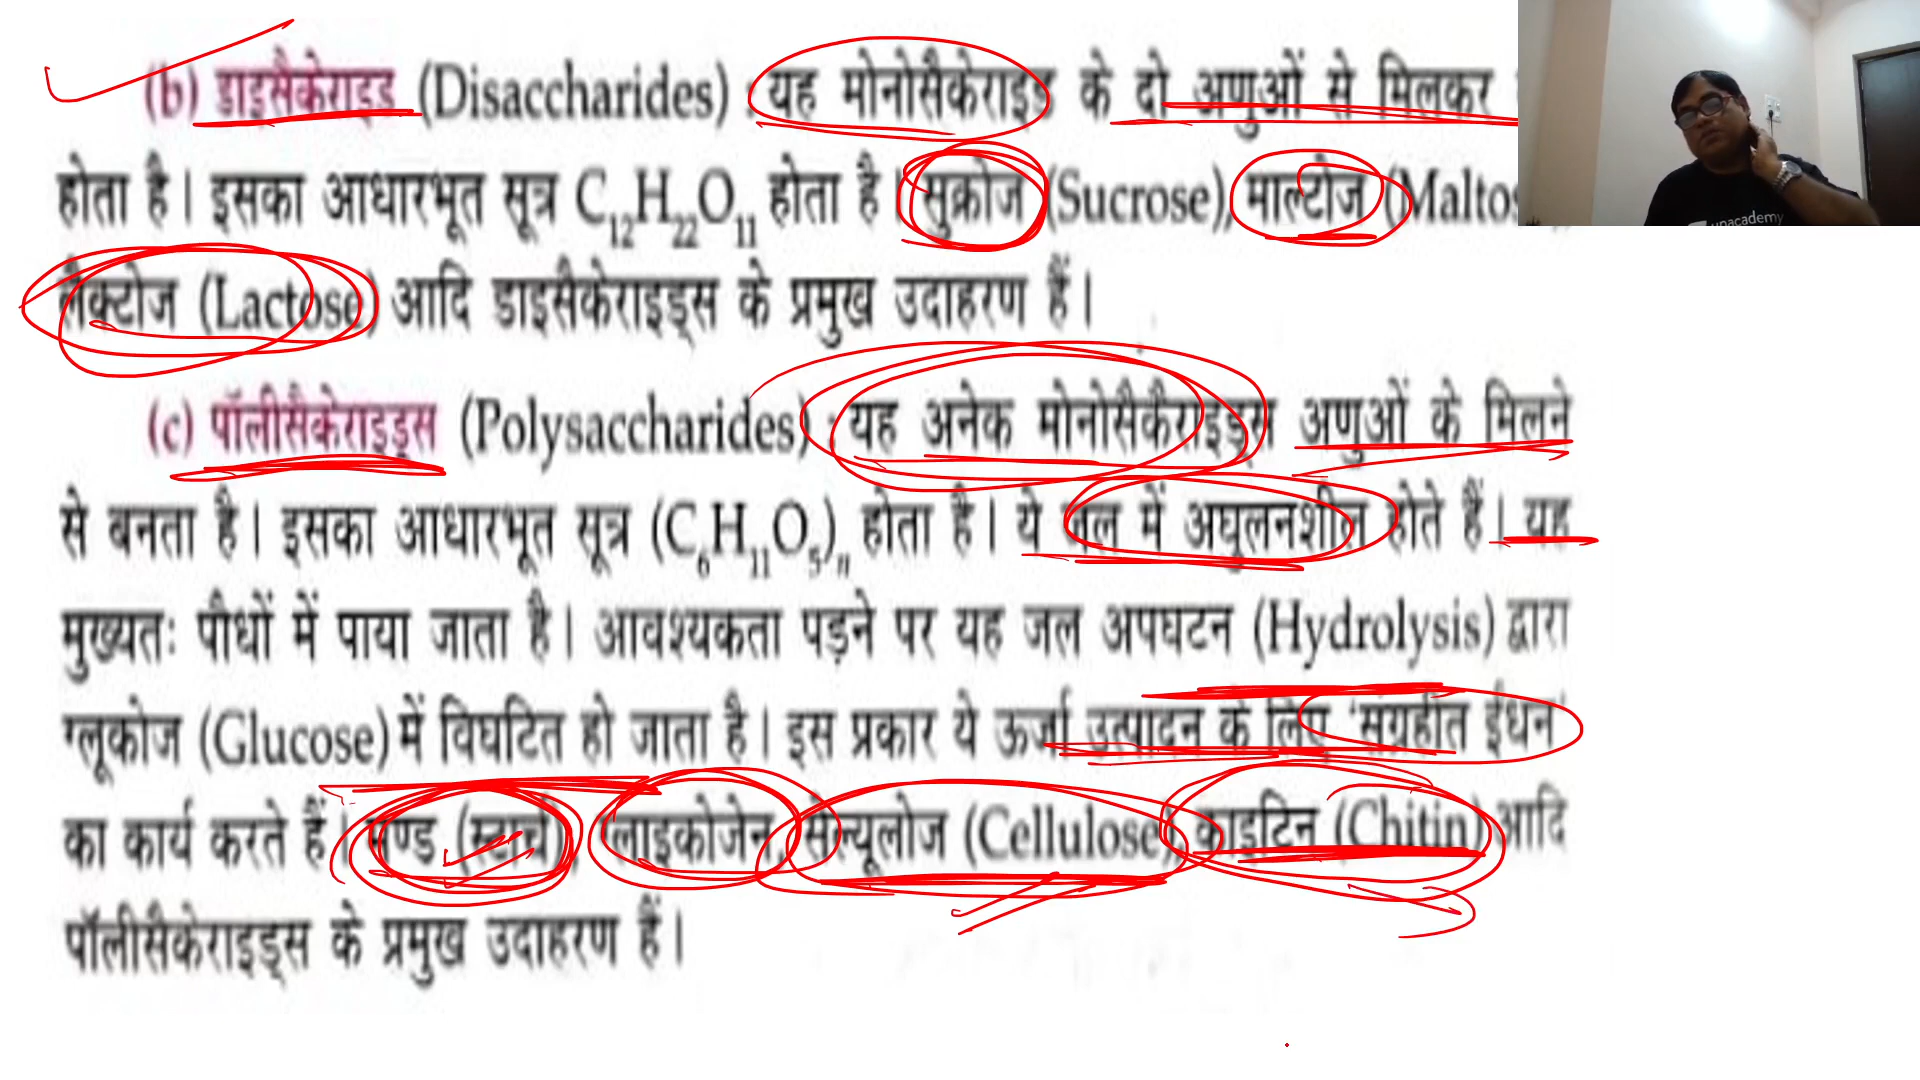 (b) डाइसैकेराइड (Disaccharides) : यह मोनोसैकेराइड के दो अणुओं से मिलकर
होता है। इसका आधारभूत सूत्र C₁₂H₂₂O₁₁ होता है। सुक्रोज (Sucrose), माल्टोज
लैक्टोज (Lactose) आदि डाइसैकेराइड्स के प्रमुख उदाहरण हैं।
(c) पॉलीसैकेराइड्स (Polysaccharides) : यह अनेक मोनोसैकैराइड्स अणुओं के मिलने
से बनता है। इसका आधारभूत सूत्र (C₆H₁₁O₅)ₙ होता है। ये जल में अघुलनशील होते हैं। यह
मुख्यतः पौधों में पाया जाता है। आवश्यकता पड़ने पर यह जल अपघटन (Hydrolysis) द्वारा
ग्लूकोज (Glucose) में विघटित हो जाता है। इस प्रकार ये ऊर्जा उत्पादन के लिए 'संग्रहीत ईंधन'
का कार्य करते हैं। मण्ड (स्टार्च), ग्लाइकोजेन, सेल्यूलोज (Cellulose), काइटिन (Chitin) आदि
पॉलीसैकेराइड्स के प्रमुख उदाहरण हैं।
unacademy